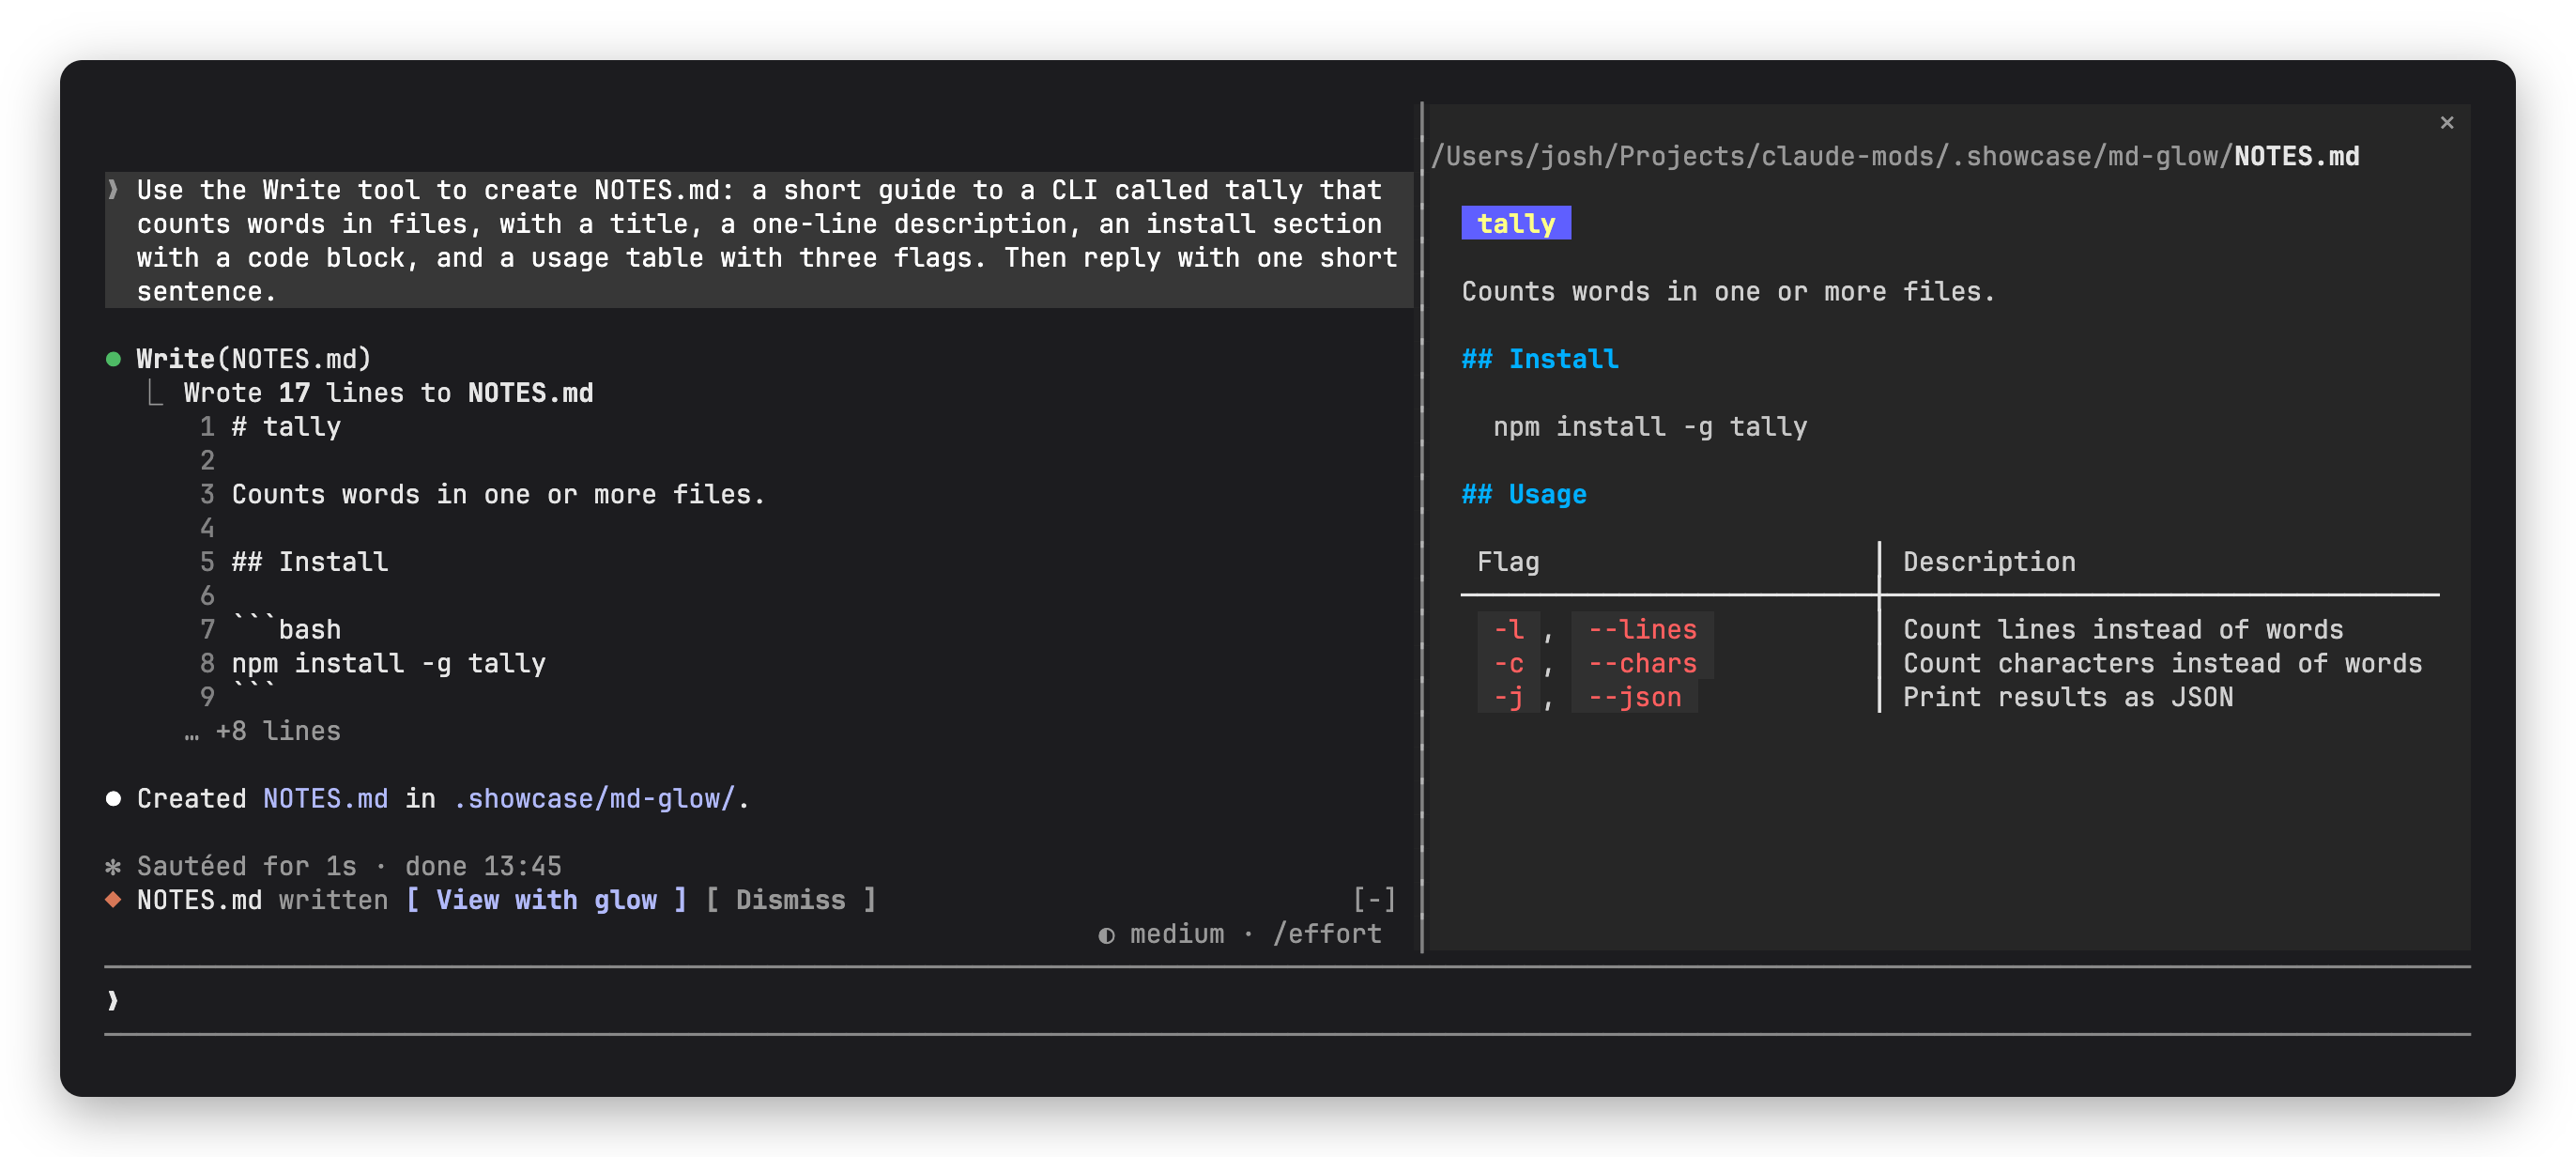 ❯ Use the Write tool to create NOTES.md: a short guide to a CLI called tally that
counts words in files, with a title, a one-line description, an install section
with a code block, and a usage table with three flags. Then reply with one short
sentence.
● Write(NOTES.md)
⎿ Wrote 17 lines to NOTES.md
1 # tally
2
3 Counts words in one or more files.
4
5 ## Install
6
7 ```bash
8 npm install -g tally
9 ```
… +8 lines
● Created NOTES.md in .showcase/md-glow/.
✻ Sautéed for 1s · done 13:45
◆ NOTES.md written [ View with glow ] [ Dismiss ] [-]
◐ medium · /effort
❯
×
/Users/josh/Projects/claude-mods/.showcase/md-glow/NOTES.md
tally
Counts words in one or more files.
## Install
npm install -g tally
## Usage
Flag │ Description
-l , --lines │ Count lines instead of words
-c , --chars │ Count characters instead of words
-j , --json │ Print results as JSON